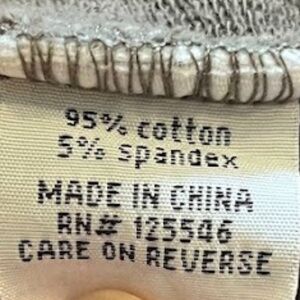 95% cotton
5% spandex
MADE IN CHINA
RN# 125546
CARE ON REVERSE